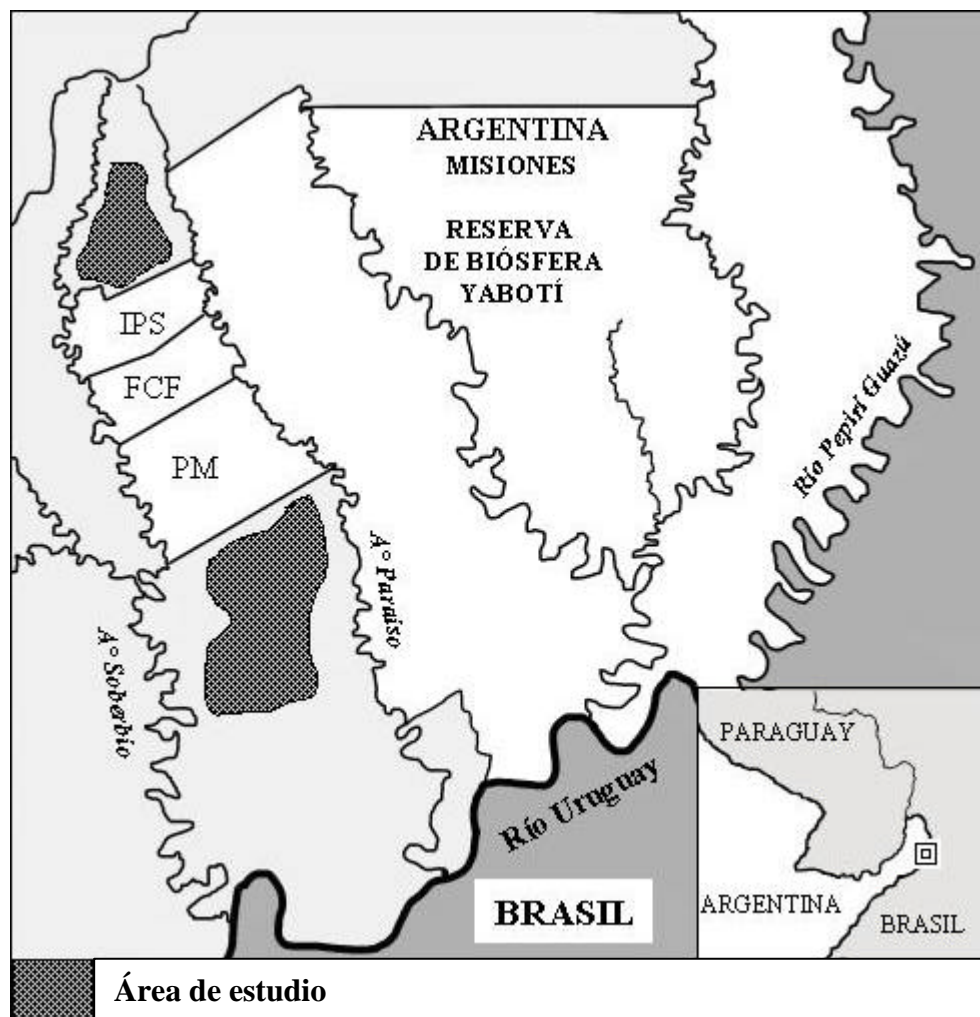 ARGENTINA
MISIONES
RESERVA
DE BIÓSFERA
YABOTÍ
IPS
FCF
PM
Río Pepirí Guazú
A° Paraíso
A° Soberbio
Río Uruguay
BRASIL
PARAGUAY
ARGENTINA
BRASIL
Área de estudio